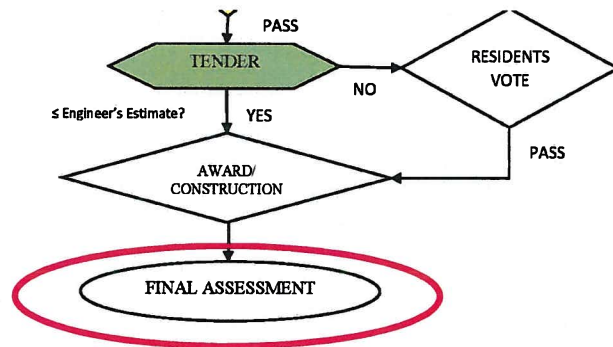 PASS
TENDER
RESIDENTS
VOTE
NO
≤ Engineer's Estimate?
YES
PASS
AWARD/
CONSTRUCTION
FINAL ASSESSMENT